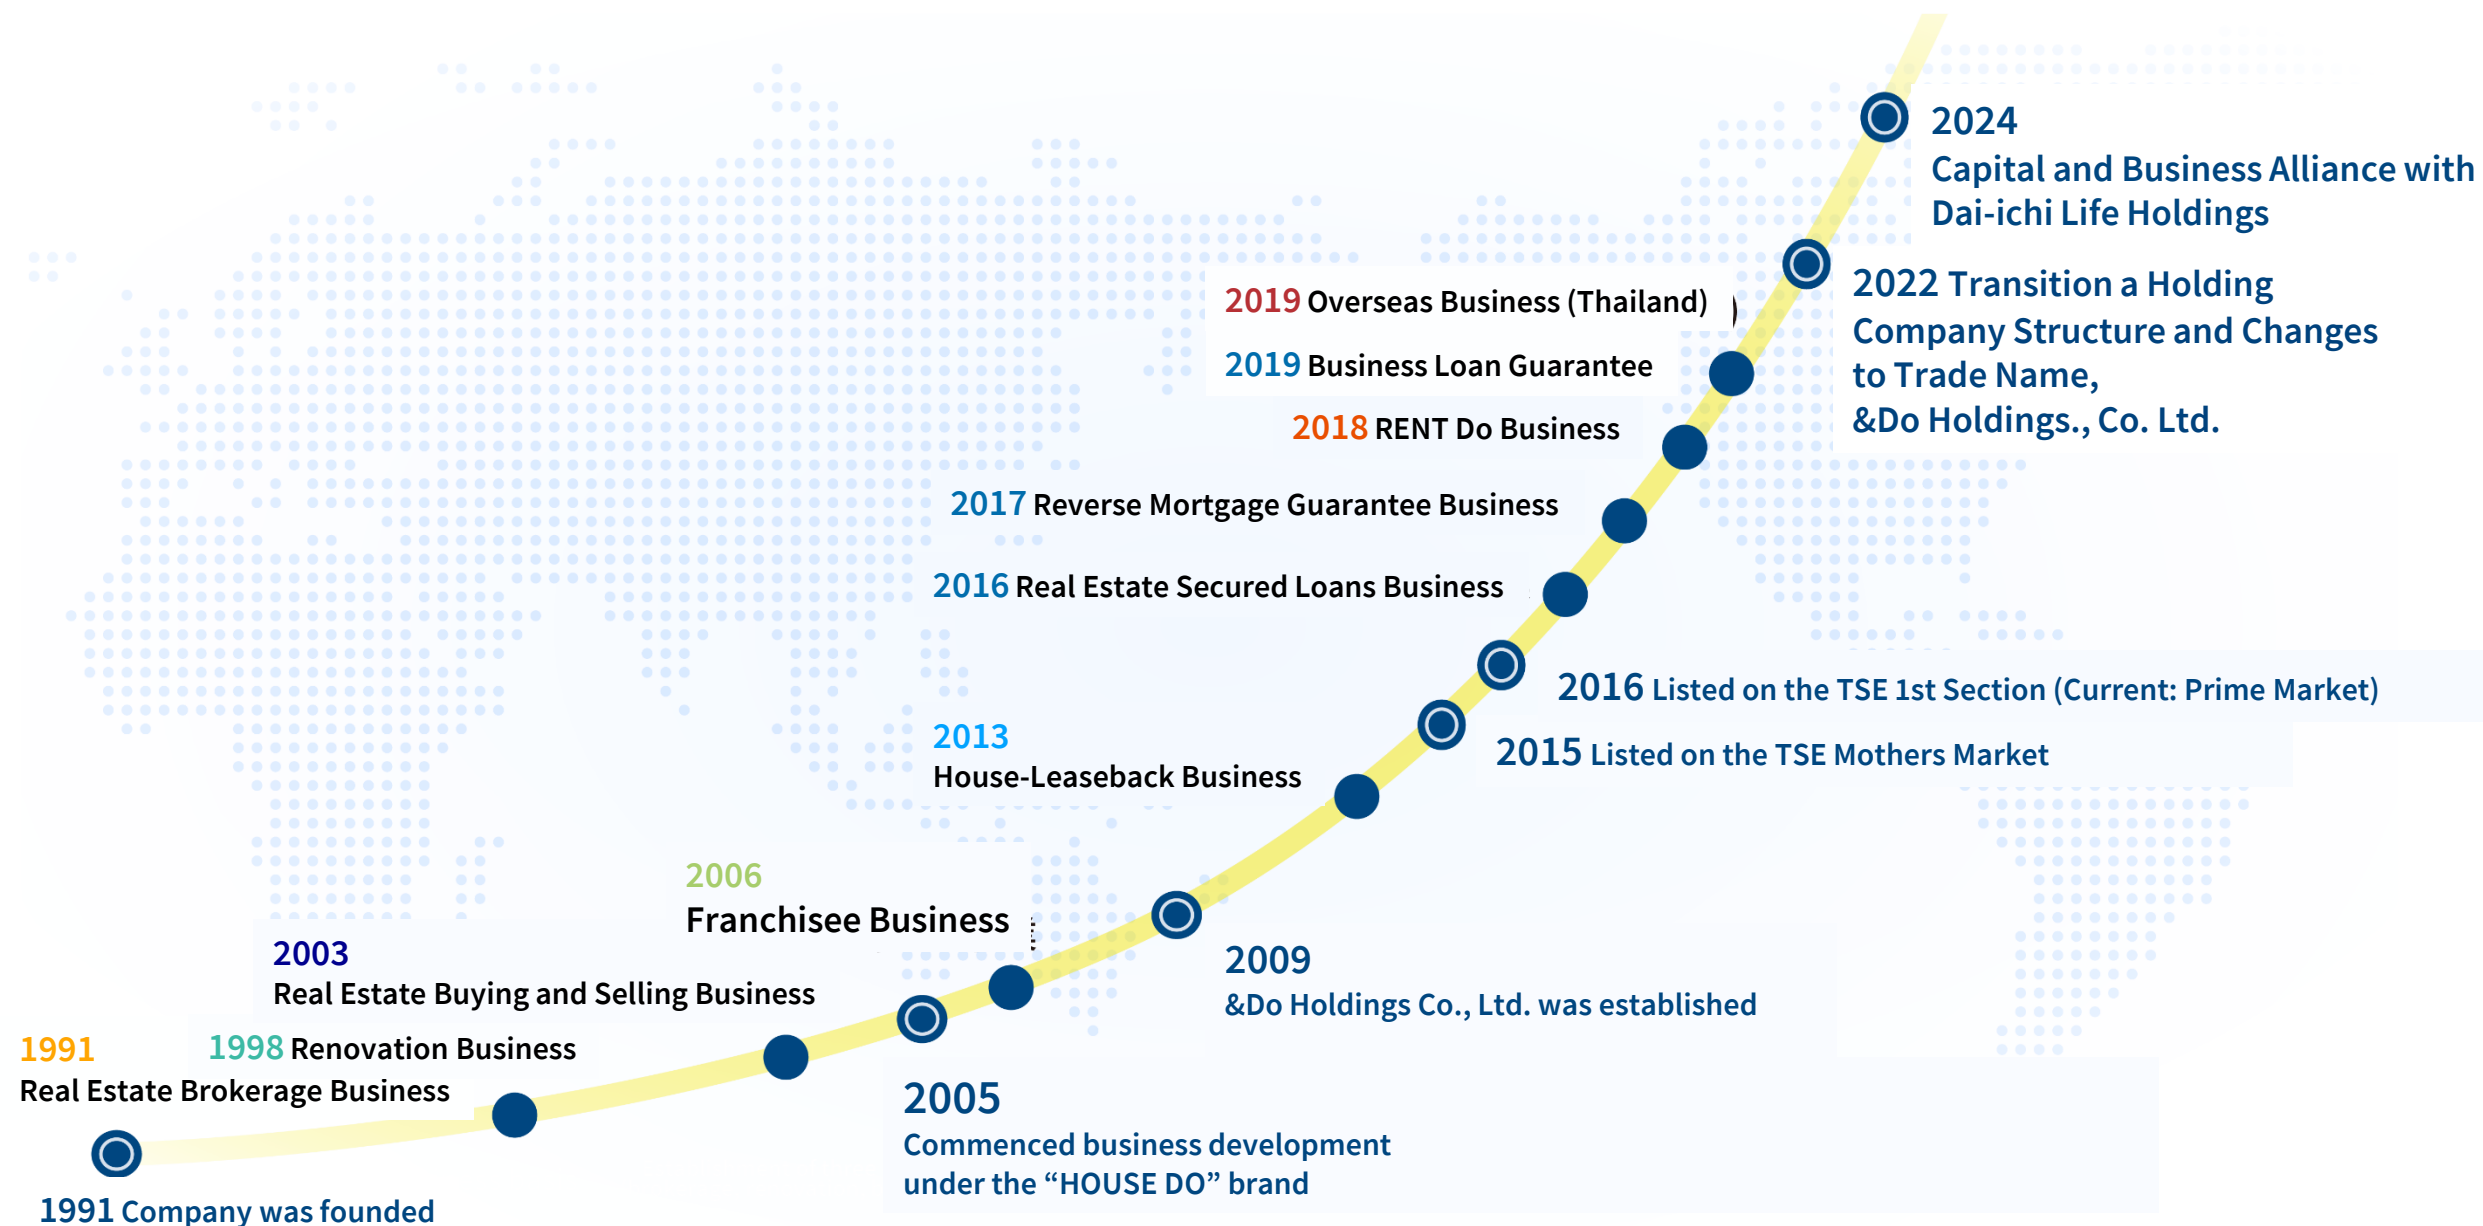 2024
Capital and Business Alliance with
Dai-ichi Life Holdings
2022 Transition a Holding
Company Structure and Changes
to Trade Name,
&Do Holdings., Co. Ltd.
2019 Overseas Business (Thailand)
2019 Business Loan Guarantee
2018 RENT Do Business
2017 Reverse Mortgage Guarantee Business
2016 Real Estate Secured Loans Business
2016 Listed on the TSE 1st Section (Current: Prime Market)
2015 Listed on the TSE Mothers Market
2013
House-Leaseback Business
2009
&Do Holdings Co., Ltd. was established
2006
Franchisee Business
2005
Commenced business development
under the “HOUSE DO” brand
2003
Real Estate Buying and Selling Business
1998 Renovation Business
1991
Real Estate Brokerage Business
1991 Company was founded